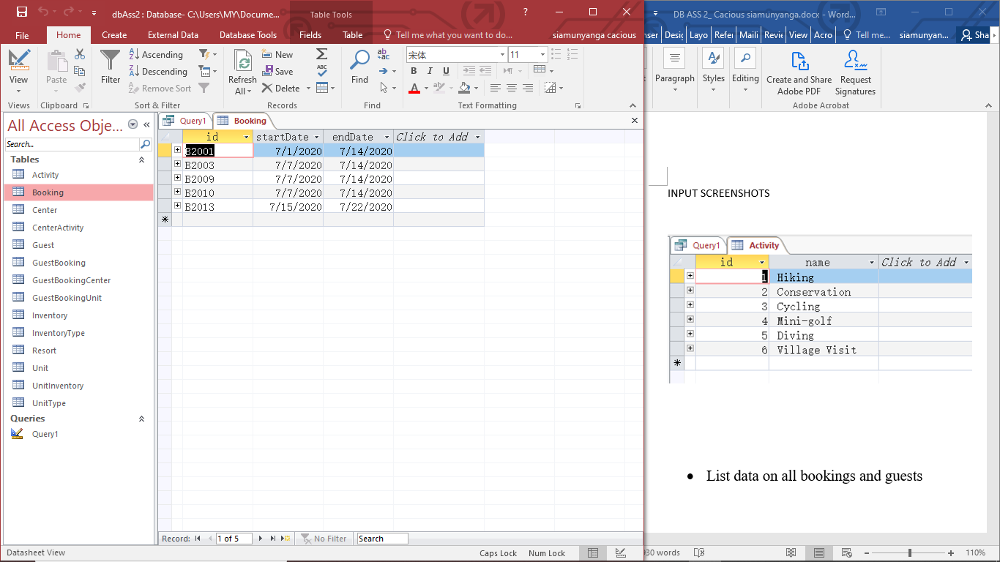 dbAss2 : Database- C:\Users\MY\Docume...
Table Tools
?
File
Home
Create
External Data
Database Tools
Fields
Table
Tell me what you want to do...
siamunyanga cacious
View
Paste
Filter
Ascending
Descending
Remove Sort
Refresh
All
New
Save
Delete
ABC
Find
ab
ac
宋体
11
B I U
A
Views
Clipboard
Sort & Filter
Records
Find
Text Formatting
All Access Obje...
Search...
Tables
Activity
Booking
Center
CenterActivity
Guest
GuestBooking
GuestBookingCenter
GuestBookingUnit
Inventory
InventoryType
Resort
Unit
UnitInventory
UnitType
Queries
Query1
Query1 Booking
id startDate endDate Click to Add
B2001 7/1/2020 7/14/2020
B2003 7/7/2020 7/14/2020
B2009 7/7/2020 7/14/2020
B2010 7/7/2020 7/14/2020
B2013 7/15/2020 7/22/2020
Record: 1 of 5 No Filter Search
Datasheet View
Caps Lock Num Lock
DB ASS 2_ Cacious siamunyanga.docx - Word...
nser Desig Layo Refer Maili Revie View Acro Tell me... siamunyan... Sha
Paragraph
Styles
Editing
Create and Share
Adobe PDF
Request
Signatures
Adobe Acrobat
INPUT SCREENSHOTS
Query1 Activity
id name Click to Add
1 Hiking
2 Conservation
3 Cycling
4 Mini-golf
5 Diving
6 Village Visit
• List data on all bookings and guests
930 words
110%